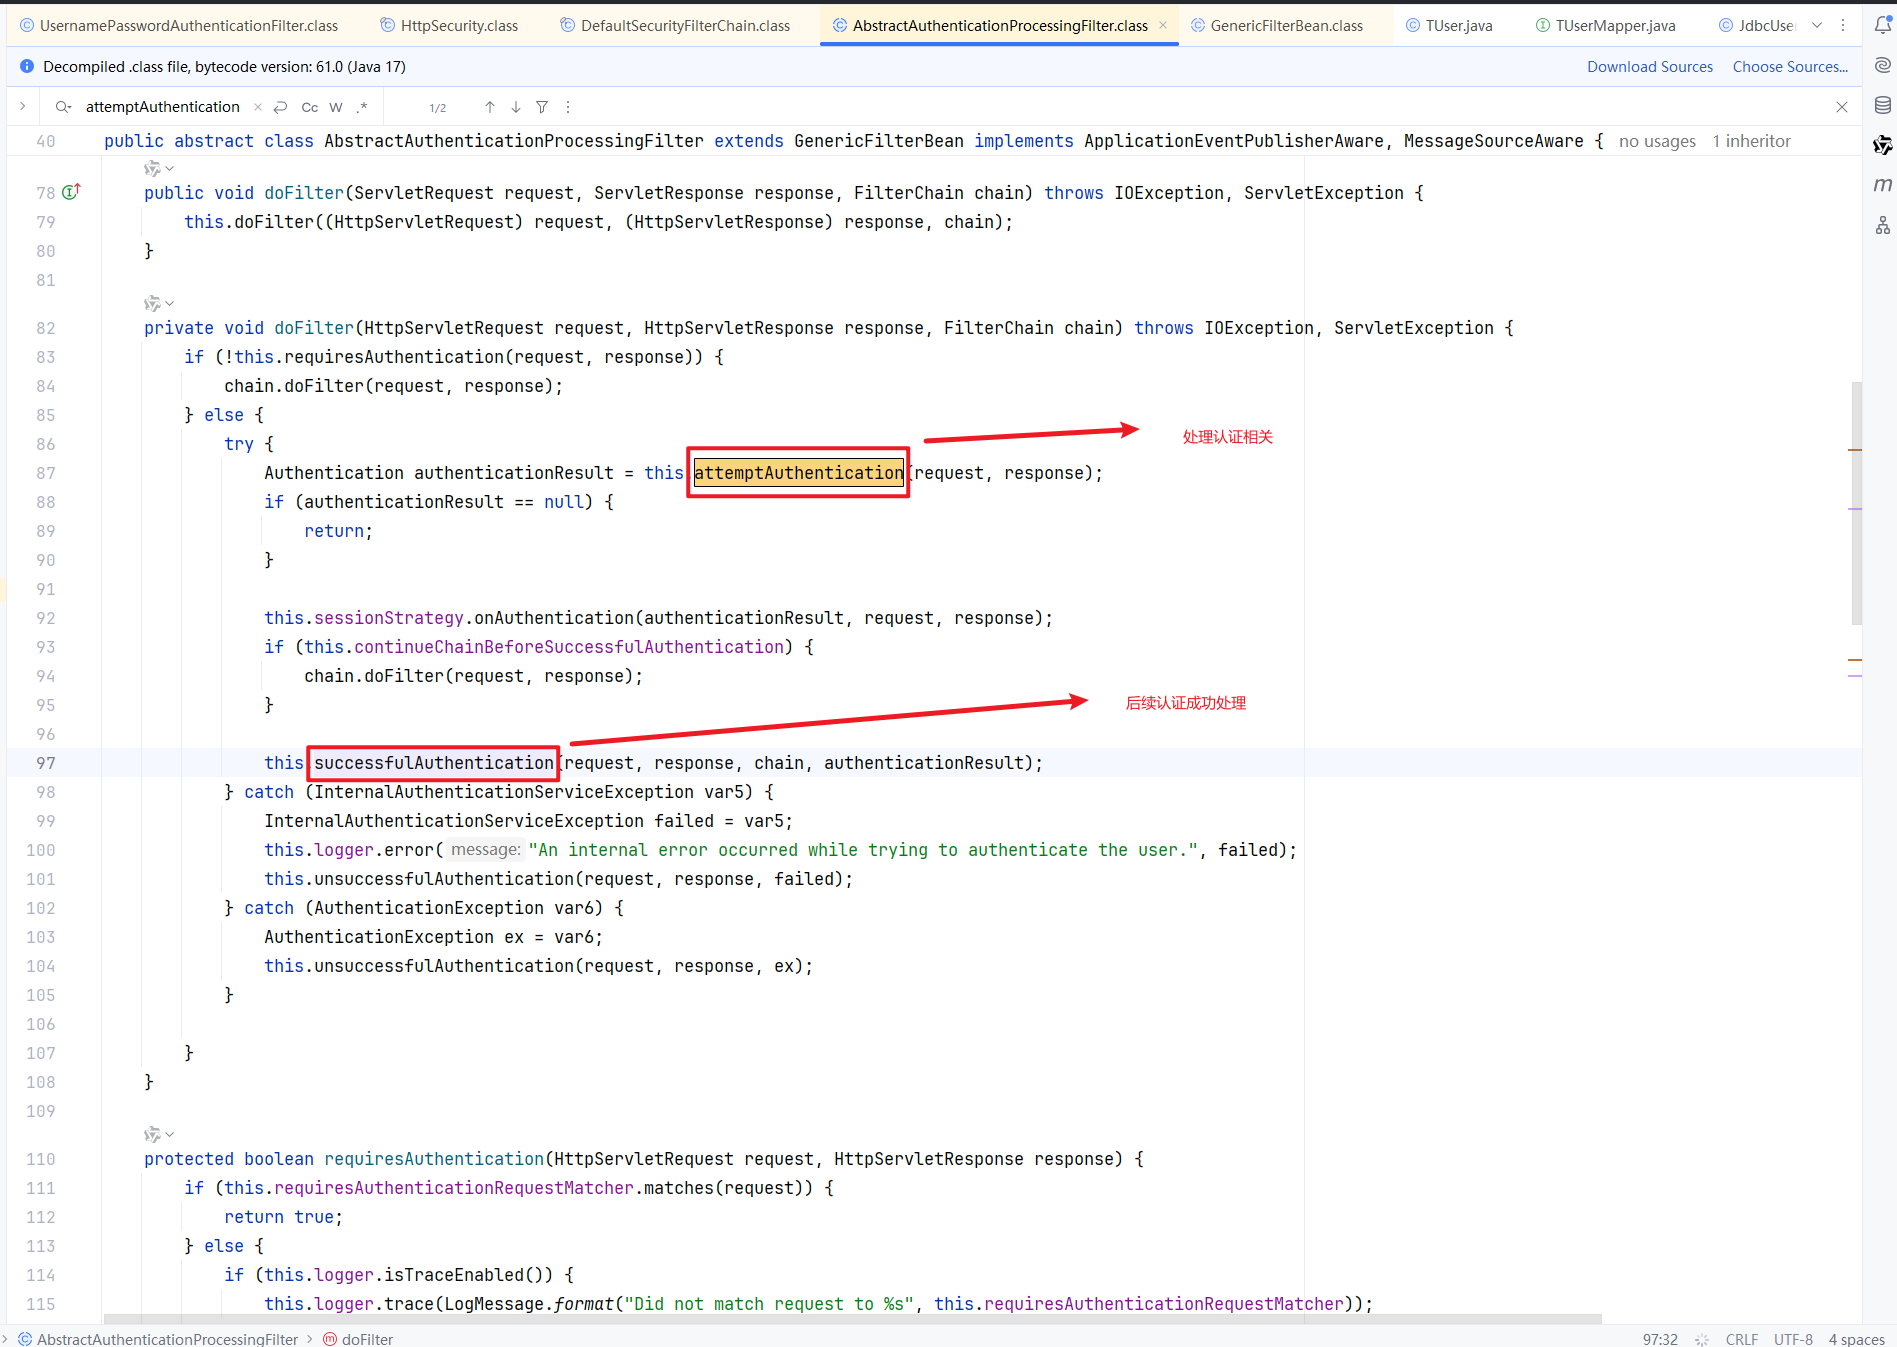 UsernamePasswordAuthenticationFilter.class HttpSecurity.class DefaultSecurityFilterChain.class AbstractAuthenticationProcessingFilter.class GenericFilterBean.class TUser.java TUserMapper.java JdbcUse
Decompiled .class file, bytecode version: 61.0 (Java 17) Download Sources Choose Sources...
attemptAuthentication Cc W .* 1/2
40 public abstract class AbstractAuthenticationProcessingFilter extends GenericFilterBean implements ApplicationEventPublisherAware, MessageSourceAware { no usages 1 inheritor
78 public void doFilter(ServletRequest request, ServletResponse response, FilterChain chain) throws IOException, ServletException {
79 this.doFilter((HttpServletRequest) request, (HttpServletResponse) response, chain);
80 }
81
82 private void doFilter(HttpServletRequest request, HttpServletResponse response, FilterChain chain) throws IOException, ServletException {
83 if (!this.requiresAuthentication(request, response)) {
84 chain.doFilter(request, response);
85 } else {
86 try {
处理认证相关
87 Authentication authenticationResult = this.attemptAuthentication(request, response);
88 if (authenticationResult == null) {
89 return;
90 }
91
92 this.sessionStrategy.onAuthentication(authenticationResult, request, response);
93 if (this.continueChainBeforeSuccessfulAuthentication) {
94 chain.doFilter(request, response);
95 }
后续认证成功处理
96
97 this.successfulAuthentication(request, response, chain, authenticationResult);
98 } catch (InternalAuthenticationServiceException var5) {
99 InternalAuthenticationServiceException failed = var5;
100 this.logger.error( message: "An internal error occurred while trying to authenticate the user.", failed);
101 this.unsuccessfulAuthentication(request, response, failed);
102 } catch (AuthenticationException var6) {
103 AuthenticationException ex = var6;
104 this.unsuccessfulAuthentication(request, response, ex);
105 }
106
107 }
108 }
109
110 protected boolean requiresAuthentication(HttpServletRequest request, HttpServletResponse response) {
111 if (this.requiresAuthenticationRequestMatcher.matches(request)) {
112 return true;
113 } else {
114 if (this.logger.isTraceEnabled()) {
115 this.logger.trace(LogMessage.format("Did not match request to %s", this.requiresAuthenticationRequestMatcher));
AbstractAuthenticationProcessingFilter > doFilter 97:32 CRLF UTF-8 4 spaces